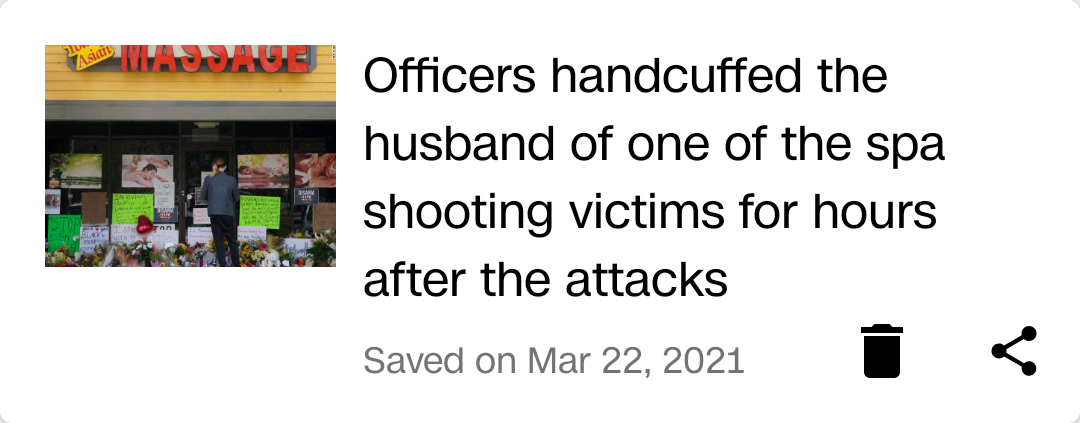 Asian
MASSAGE
Officers handcuffed the
husband of one of the spa
shooting victims for hours
after the attacks
Saved on Mar 22, 2021